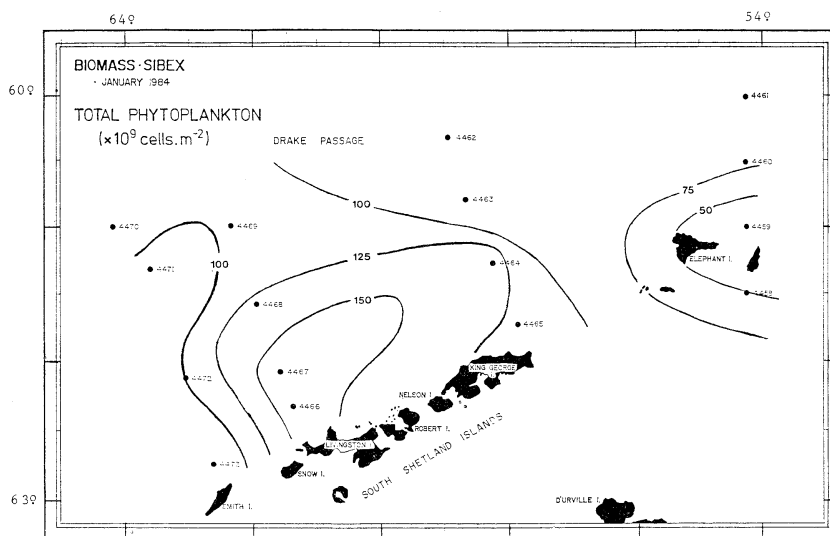 64º 54º
BIOMASS·SIBEX
· JANUARY 1984
60º
4461
TOTAL PHYTOPLANKTON
(×10⁹ cells.m⁻²)
DRAKE PASSAGE
4462
4460
75
4463
100
50
4470
4469
4459
ELEPHANT I.
125
100
4464
4471
150
4468
4458
4465
KING GEORGE
4467
4472
NELSON I.
4466
ROBERT I.
LIVINGSTON I.
SOUTH SHETLAND ISLANDS
4473
SNOW I.
63º
SMITH I.
D'URVILLE I.